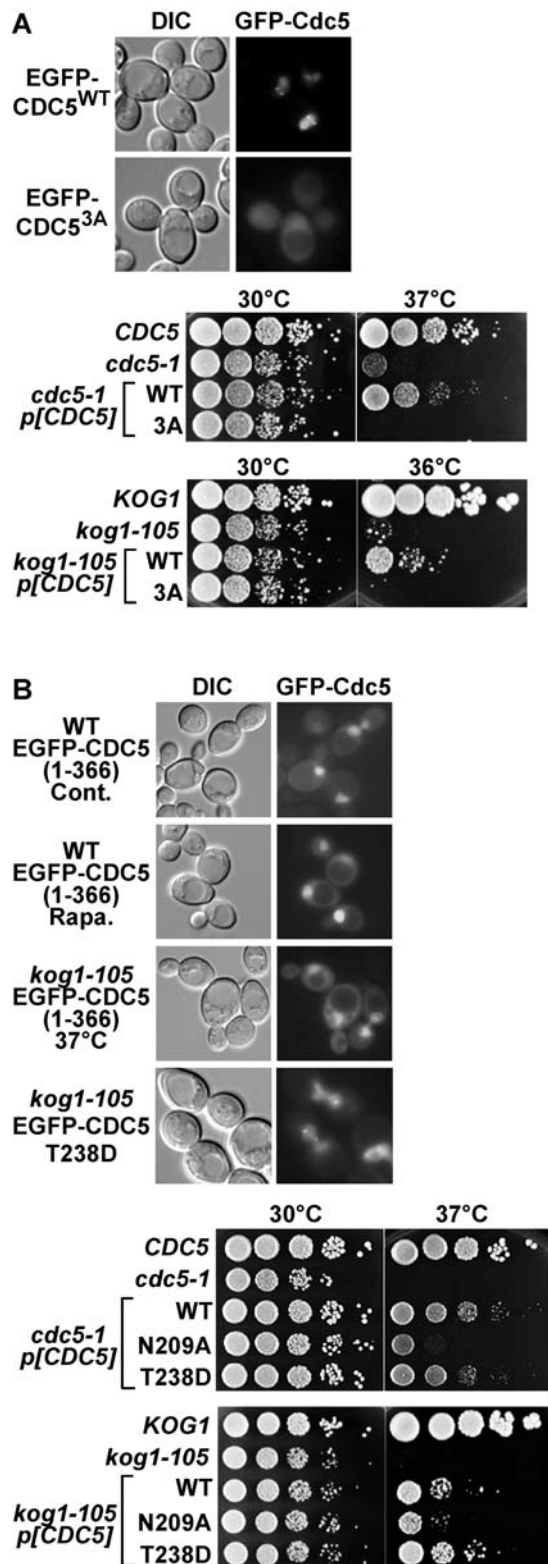 A
DIC GFP-Cdc5
EGFP-
CDC5WT
EGFP-
CDC53A
30°C 37°C
CDC5
cdc5-1
cdc5-1
p[CDC5]
WT
3A
30°C 36°C
KOG1
kog1-105
kog1-105
p[CDC5]
WT
3A
B
DIC GFP-Cdc5
WT
EGFP-CDC5
(1-366)
Cont.
WT
EGFP-CDC5
(1-366)
Rapa.
kog1-105
EGFP-CDC5
(1-366)
37°C
kog1-105
EGFP-CDC5
T238D
30°C 37°C
CDC5
cdc5-1
cdc5-1
p[CDC5]
WT
N209A
T238D
KOG1
kog1-105
kog1-105
p[CDC5]
WT
N209A
T238D